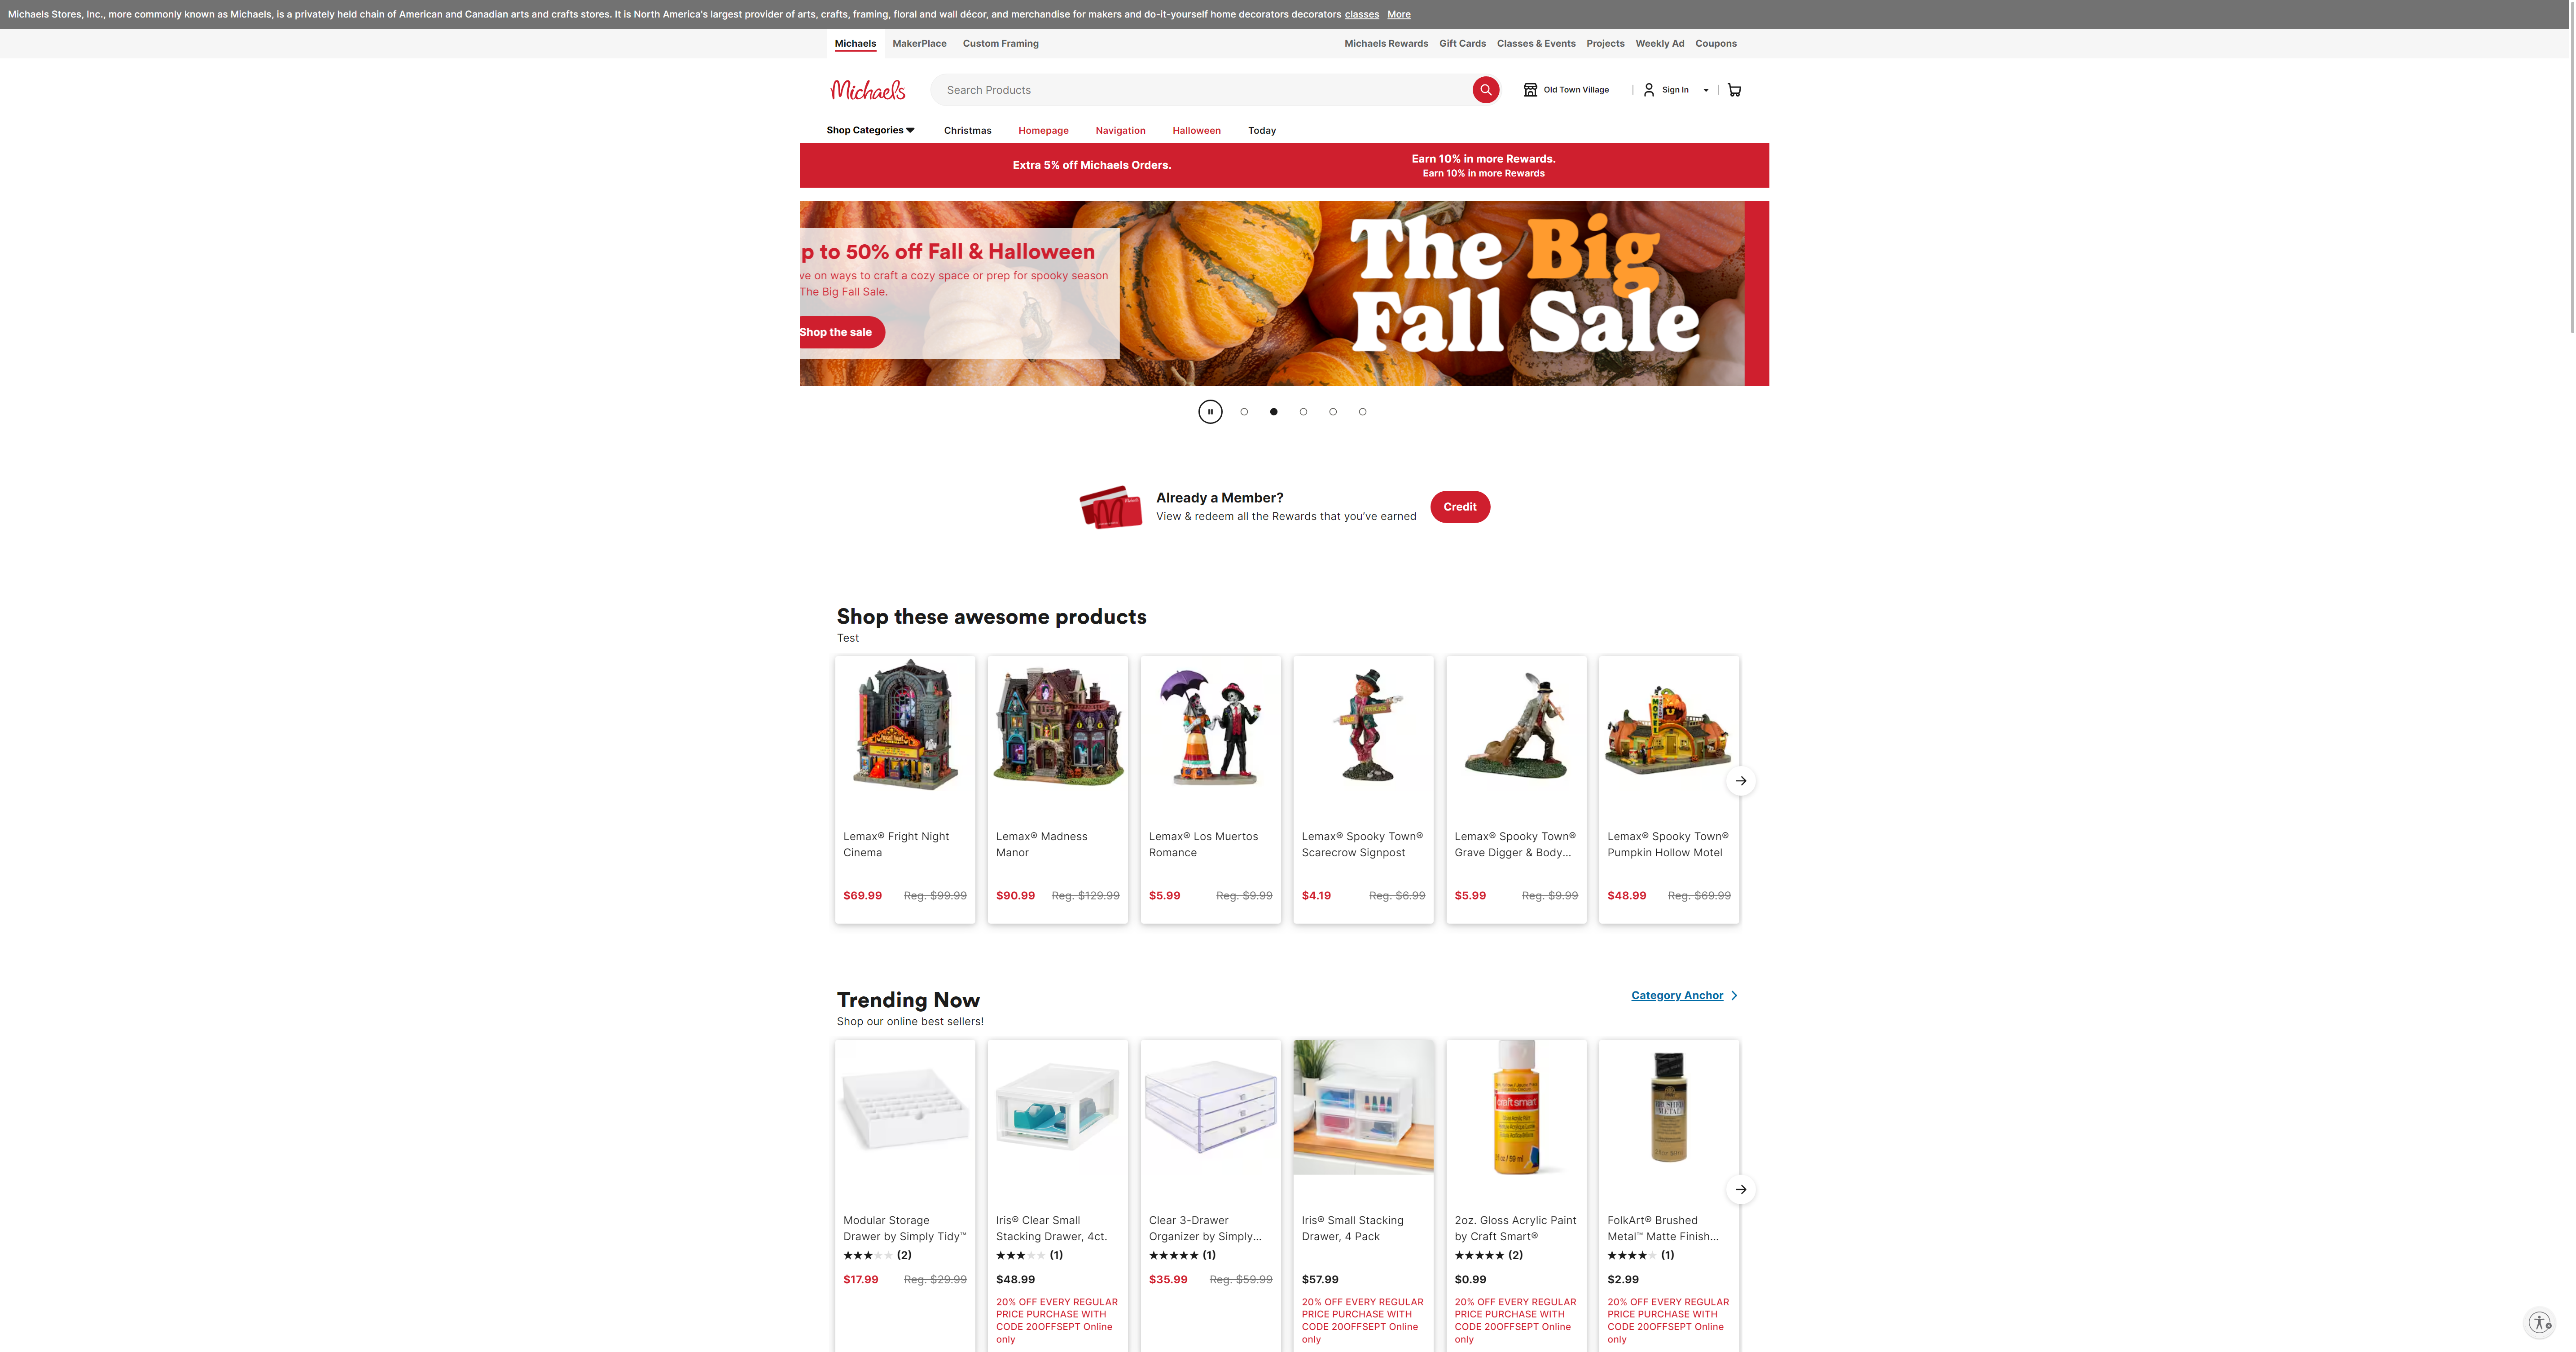 Michaels Stores, Inc., more commonly known as Michaels, is a privately held chain of American and Canadian arts and crafts stores. It is North America's largest provider of arts, crafts, framing, floral and wall décor, and merchandise for makers and do-it-yourself home decorators decorators classes More
Michaels MakerPlace Custom Framing Michaels Rewards Gift Cards Classes & Events Projects Weekly Ad Coupons
Michaels Search Products Old Town Village Sign In
Shop Categories Christmas Homepage Navigation Halloween Today
Extra 5% off Michaels Orders.
Earn 10% in more Rewards.
Earn 10% in more Rewards
p to 50% off Fall & Halloween
ve on ways to craft a cozy space or prep for spooky season
The Big Fall Sale.
Shop the sale
The Big
Fall Sale
Already a Member?
View & redeem all the Rewards that you've earned
Credit
Shop these awesome products
Test
Lemax® Fright Night
Cinema
$69.99 Reg. $99.99
Lemax® Madness
Manor
$90.99 Reg. $129.99
Lemax® Los Muertos
Romance
$5.99 Reg. $9.99
Lemax® Spooky Town®
Scarecrow Signpost
$4.19 Reg. $6.99
Lemax® Spooky Town®
Grave Digger & Body...
$5.99 Reg. $9.99
MOTEL
Lemax® Spooky Town®
Pumpkin Hollow Motel
$48.99 Reg. $69.99
Trending Now
Category Anchor
Shop our online best sellers!
Modular Storage
Drawer by Simply Tidy™
(2)
$17.99 Reg. $29.99
Iris® Clear Small
Stacking Drawer, 4ct.
(1)
$48.99
20% OFF EVERY REGULAR
PRICE PURCHASE WITH
CODE 20OFFSEPT Online
only
Clear 3-Drawer
Organizer by Simply...
(1)
$35.99 Reg. $59.99
Iris® Small Stacking
Drawer, 4 Pack
$57.99
20% OFF EVERY REGULAR
PRICE PURCHASE WITH
CODE 20OFFSEPT Online
only
craft smart
2oz. Gloss Acrylic Paint
by Craft Smart®
(2)
$0.99
20% OFF EVERY REGULAR
PRICE PURCHASE WITH
CODE 20OFFSEPT Online
only
BRUSHED
METAL
FolkArt® Brushed
Metal™ Matte Finish...
(1)
$2.99
20% OFF EVERY REGULAR
PRICE PURCHASE WITH
CODE 20OFFSEPT Online
only